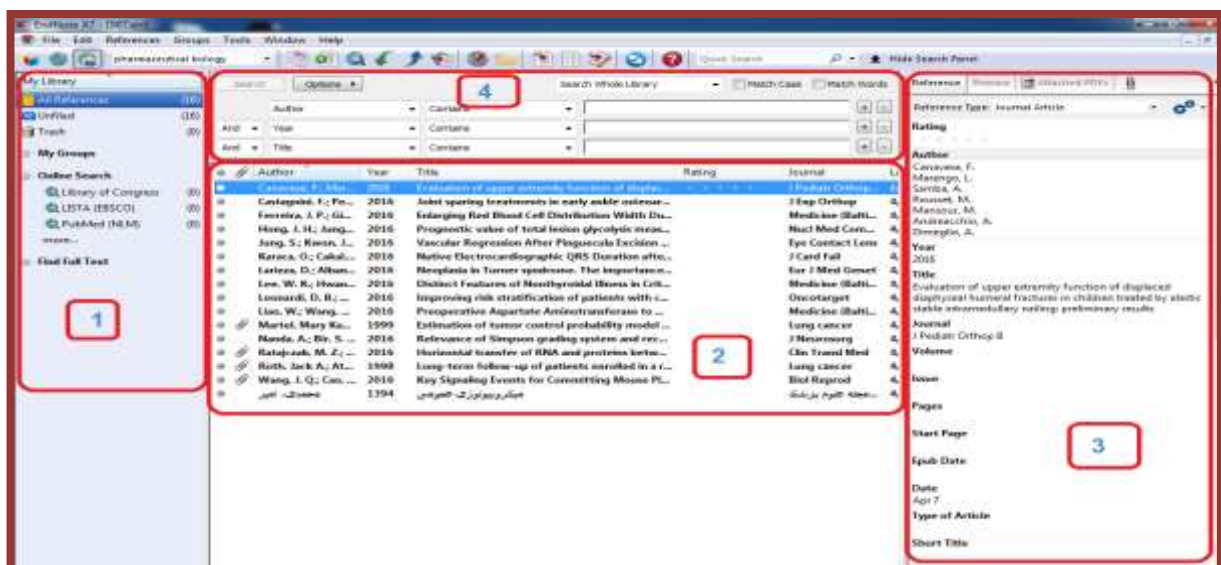 EndNote X7 - [
File Edit References Groups Tools Window Help
pharmaceutical biology
Quick Search
Hide Search Panel
My Library
All References (16)
Unfiled (16)
Trash (0)
My Groups
Online Search
Library of Congress (0)
LISTA (EBSCO) (0)
PubMed (NLM) (0)
more...
Find Full Text
1
Search Options
4
Search Whole Library Match Case Match Words
Author Contains
And Year Contains
And Title Contains
Author Year Title Rating Journal
Canavese, F.; Mar... 2016 Evaluation of upper extremity function of displac... J Pediatr Orthop...
Castagnini, F.; Pe... 2016 Joint sparing treatments in early ankle osteoar... J Exp Orthop
Ferreira, J. P.; Gi... 2016 Enlarging Red Blood Cell Distribution Width Du... Medicine (Balti...
Hong, J. H.; Jung... 2016 Prognostic value of total lesion glycolysis meas... Nucl Med Com...
Jung, S.; Kwon, J... 2016 Vascular Regression After Pinguecula Excision ... Eye Contact Lens
Karaca, O.; Cakal... 2016 Native Electrocardiographic QRS Duration afte... J Card Fail
Larizza, D.; Alban... 2016 Neoplasia in Turner syndrome. The importance... Eur J Med Genet
Lee, W. K.; Hwan... 2016 Distinct Features of Nonthyroidal Illness in Crit... Medicine (Balti...
Leonardi, D. B.; ... 2016 Improving risk stratification of patients with c... Oncotarget
Liao, W.; Wang, ... 2016 Preoperative Aspartate Aminotransferase to ... Medicine (Balti...
Martel, Mary Ka... 1999 Estimation of tumor control probability model ... Lung cancer
Nanda, A.; Bir, S. ... 2016 Relevance of Simpson grading system and rec... J Neurosurg
Ratajczak, M. Z.; ... 2016 Horizontal transfer of RNA and proteins betw... Clin Transl Med
Roth, Jack A.; At... 1998 Long-term follow-up of patients enrolled in a r... Lung cancer
Wang, J. Q.; Cao, ... 2016 Key Signaling Events for Committing Mouse Pl... Biol Reprod
محمدی، امیر 1394 میکروبیولوژی عمومی
2
Reference Preview Attached PDFs
Reference Type: Journal Article
Rating
Author
Canavese, F.
Marengo, L.
Samba, A.
Rousset, M.
Mansour, M.
Andreacchio, A.
Dimeglio, A.
Year
2016
Title
Evaluation of upper extremity function of displaced
diaphyseal humeral fractures in children treated by elastic
stable intramedullary nailing: preliminary results
Journal
J Pediatr Orthop B
Volume
Issue
Pages
Start Page
3
Epub Date
Date
Apr 7
Type of Article
Short Title